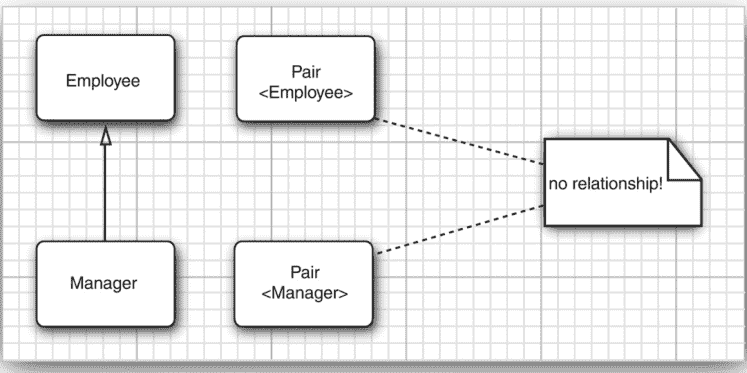 Employee
Pair
<Employee>
no relationship!
Manager
Pair
<Manager>